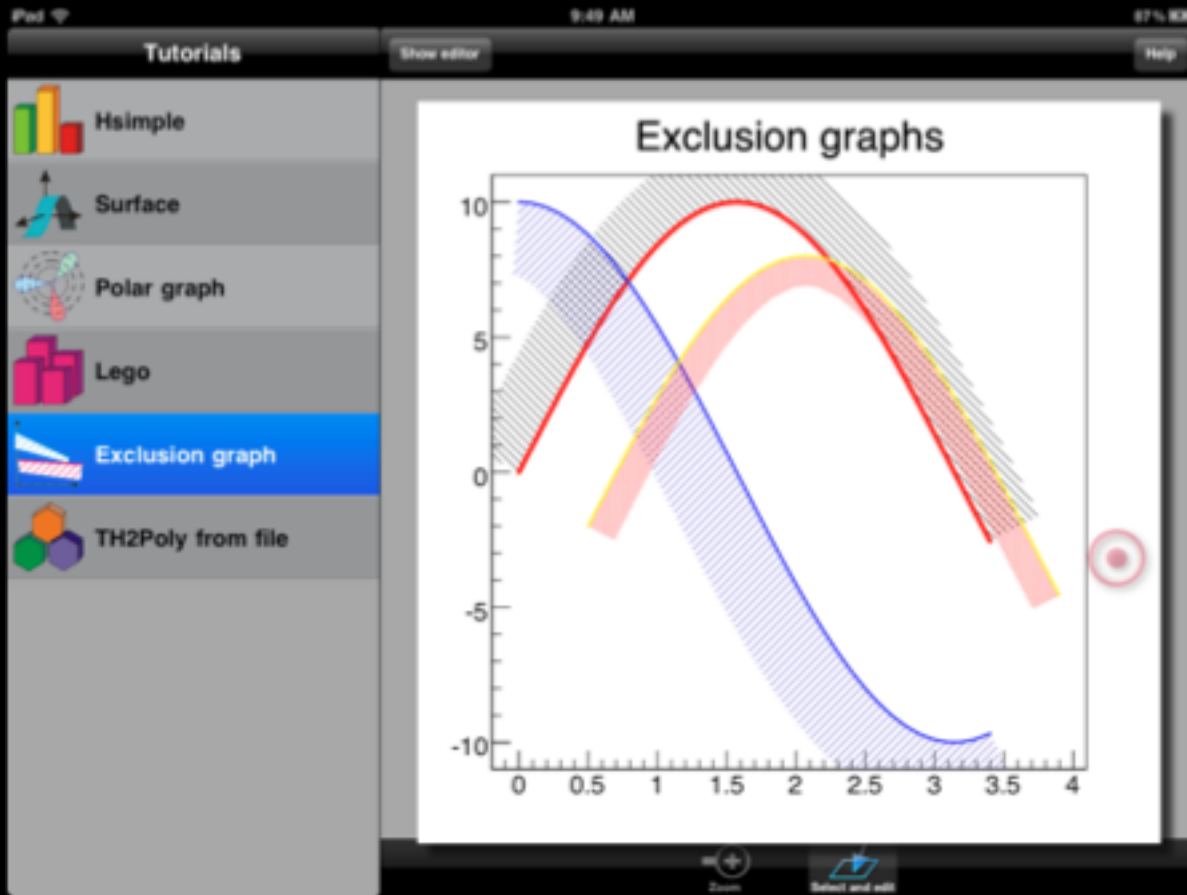 iPad
9:49 AM
87%
Tutorials
Show editor
Help
Hsimple
Surface
Polar graph
Lego
Exclusion graph
TH2Poly from file
Exclusion graphs
10
5
0
-5
-10
0 0.5 1 1.5 2 2.5 3 3.5 4
Zoom
Select and edit